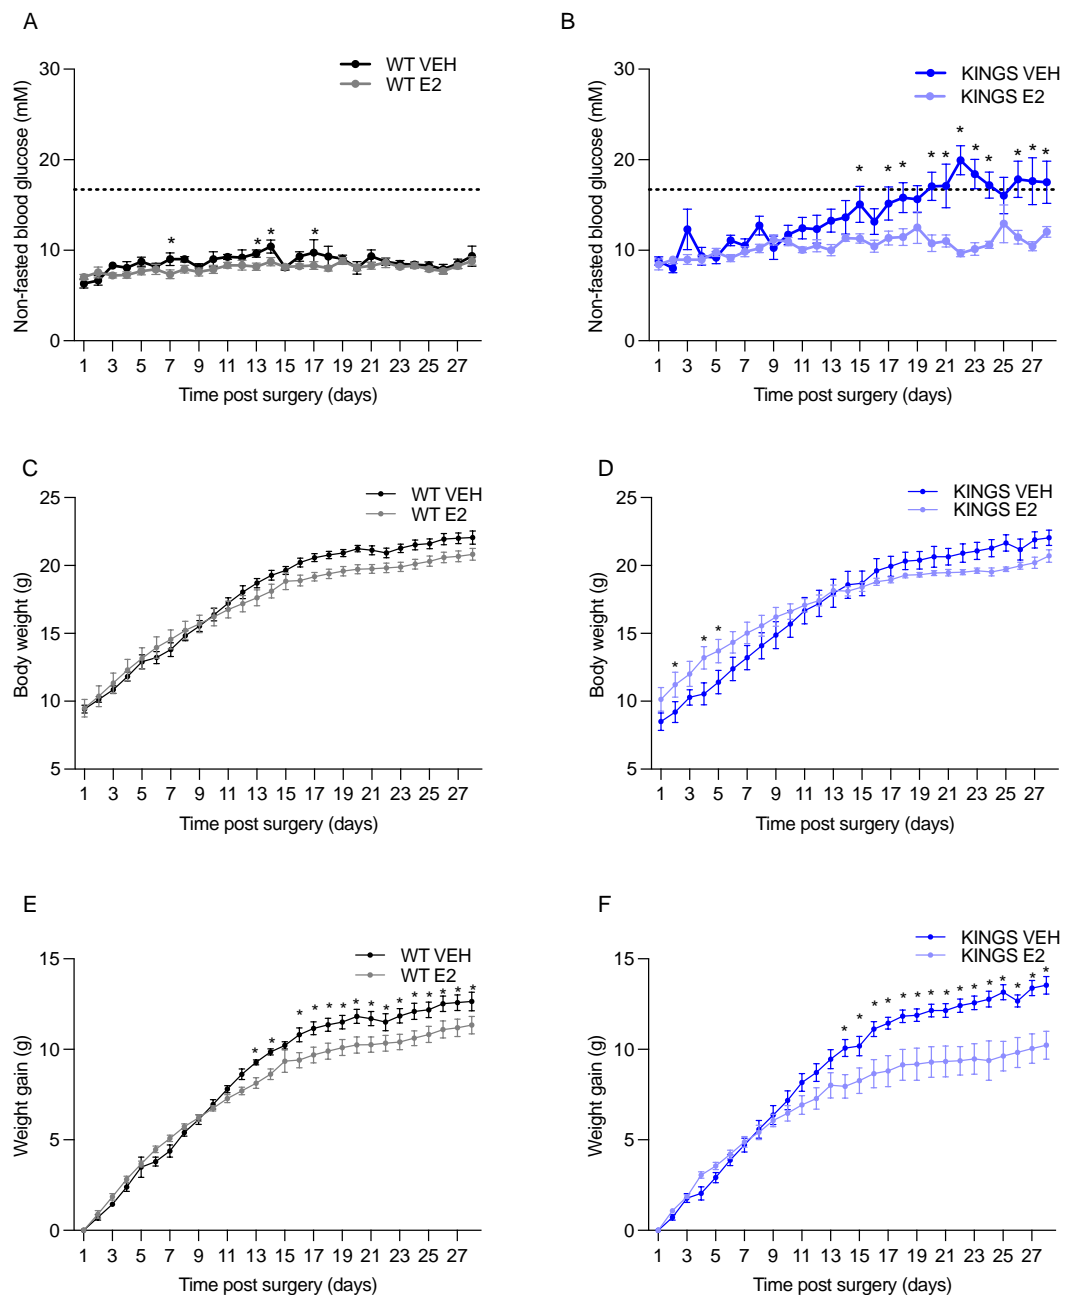 A
WT VEH
WT E2
Non-fasted blood glucose (mM)
30
20
10
0
* * * *
1 3 5 7 9 11 13 15 17 19 21 23 25 27
Time post surgery (days)
B
KINGS VEH
KINGS E2
Non-fasted blood glucose (mM)
30
20
10
0
* * * * * * * * * * *
1 3 5 7 9 11 13 15 17 19 21 23 25 27
Time post surgery (days)
C
WT VEH
WT E2
Body weight (g)
25
20
15
10
5
1 3 5 7 9 11 13 15 17 19 21 23 25 27
Time post surgery (days)
D
KINGS VEH
KINGS E2
Body weight (g)
25
20
15
10
5
* * *
1 3 5 7 9 11 13 15 17 19 21 23 25 27
Time post surgery (days)
E
WT VEH
WT E2
Weight gain (g)
15
10
5
0
* * * * * * * * * * * * * * *
1 3 5 7 9 11 13 15 17 19 21 23 25 27
Time post surgery (days)
F
KINGS VEH
KINGS E2
Weight gain (g)
15
10
5
0
* * * * * * * * * * * * * * *
1 3 5 7 9 11 13 15 17 19 21 23 25 27
Time post surgery (days)